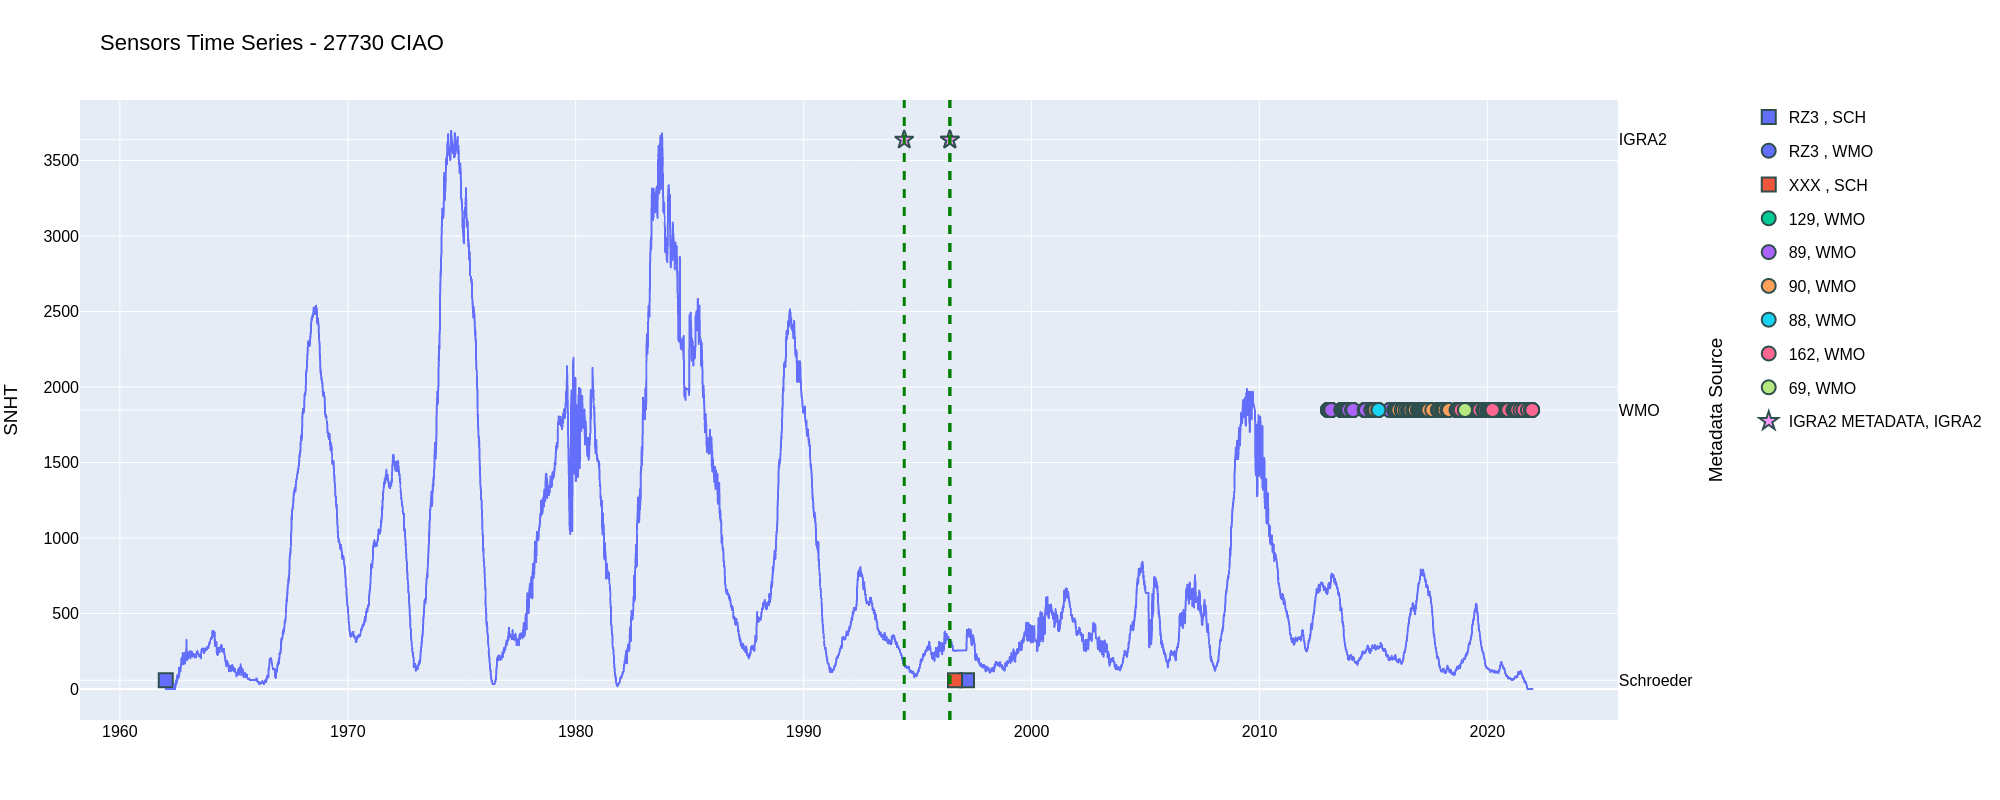 Sensors Time Series - 27730 CIAO
SNHT
3500
3000
2500
2000
1500
1000
500
0
1960
1970
1980
1990
2000
2010
2020
IGRA2
WMO
Schroeder
Metadata Source
RZ3 , SCH
RZ3 , WMO
XXX , SCH
129, WMO
89, WMO
90, WMO
88, WMO
162, WMO
69, WMO
IGRA2 METADATA, IGRA2